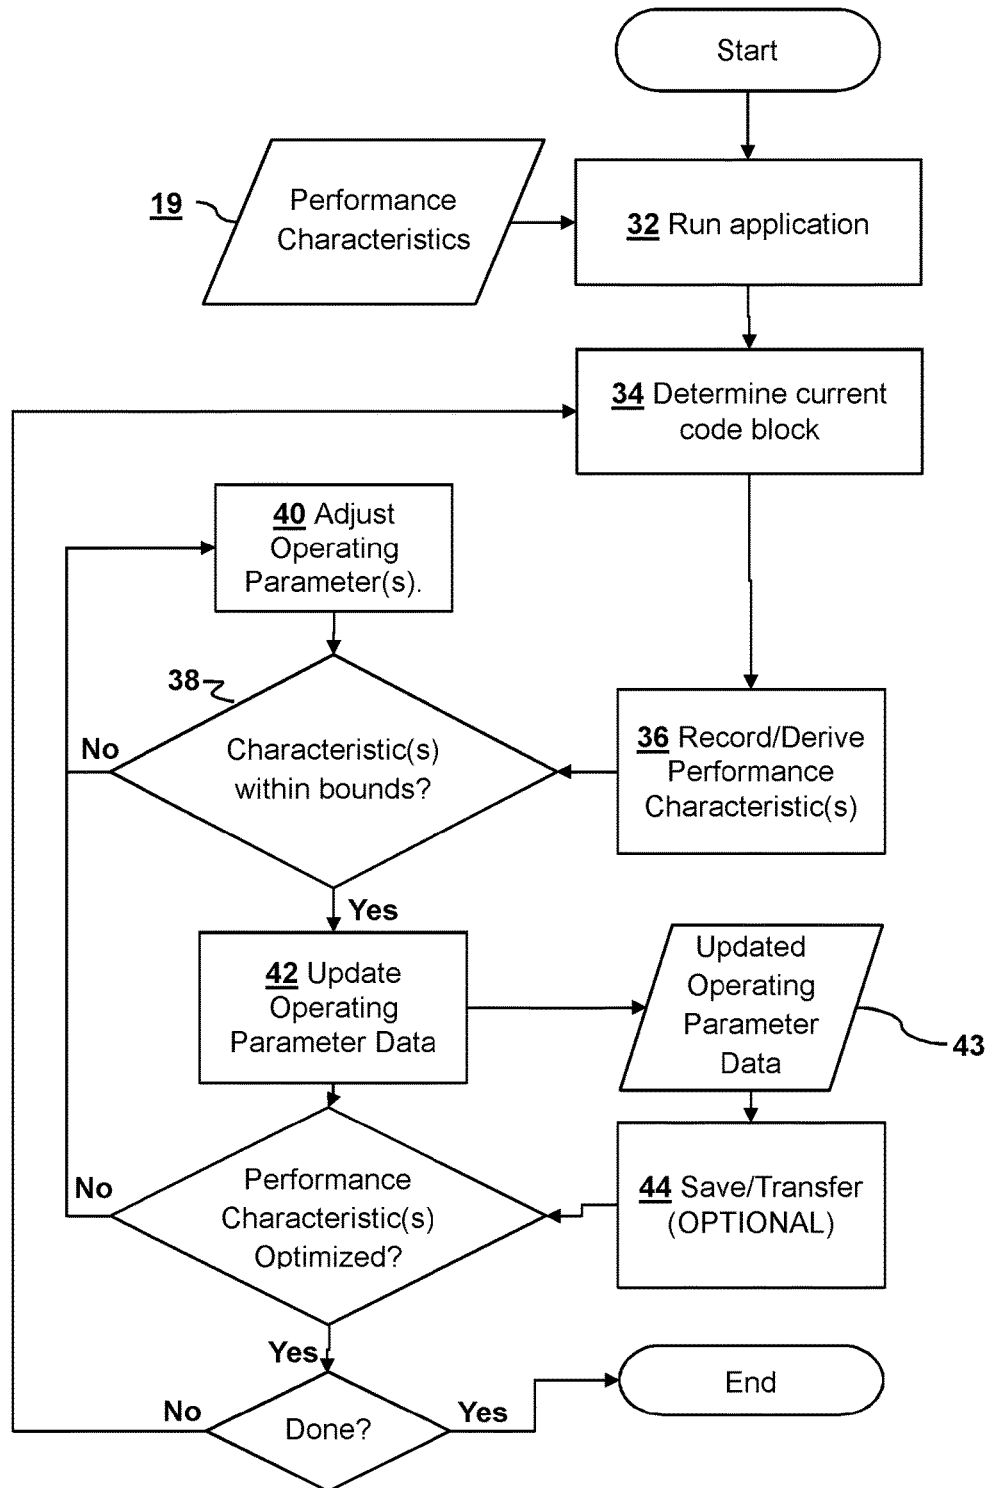 Start
19
Performance
Characteristics
32 Run application
34 Determine current
code block
40 Adjust
Operating
Parameter(s).
38
No
Characteristic(s)
within bounds?
36 Record/Derive
Performance
Characteristic(s)
Yes
42 Update
Operating
Parameter Data
Updated
Operating
Parameter
Data
43
No
Performance
Characteristic(s)
Optimized?
44 Save/Transfer
(OPTIONAL)
Yes
No
Done?
Yes
End